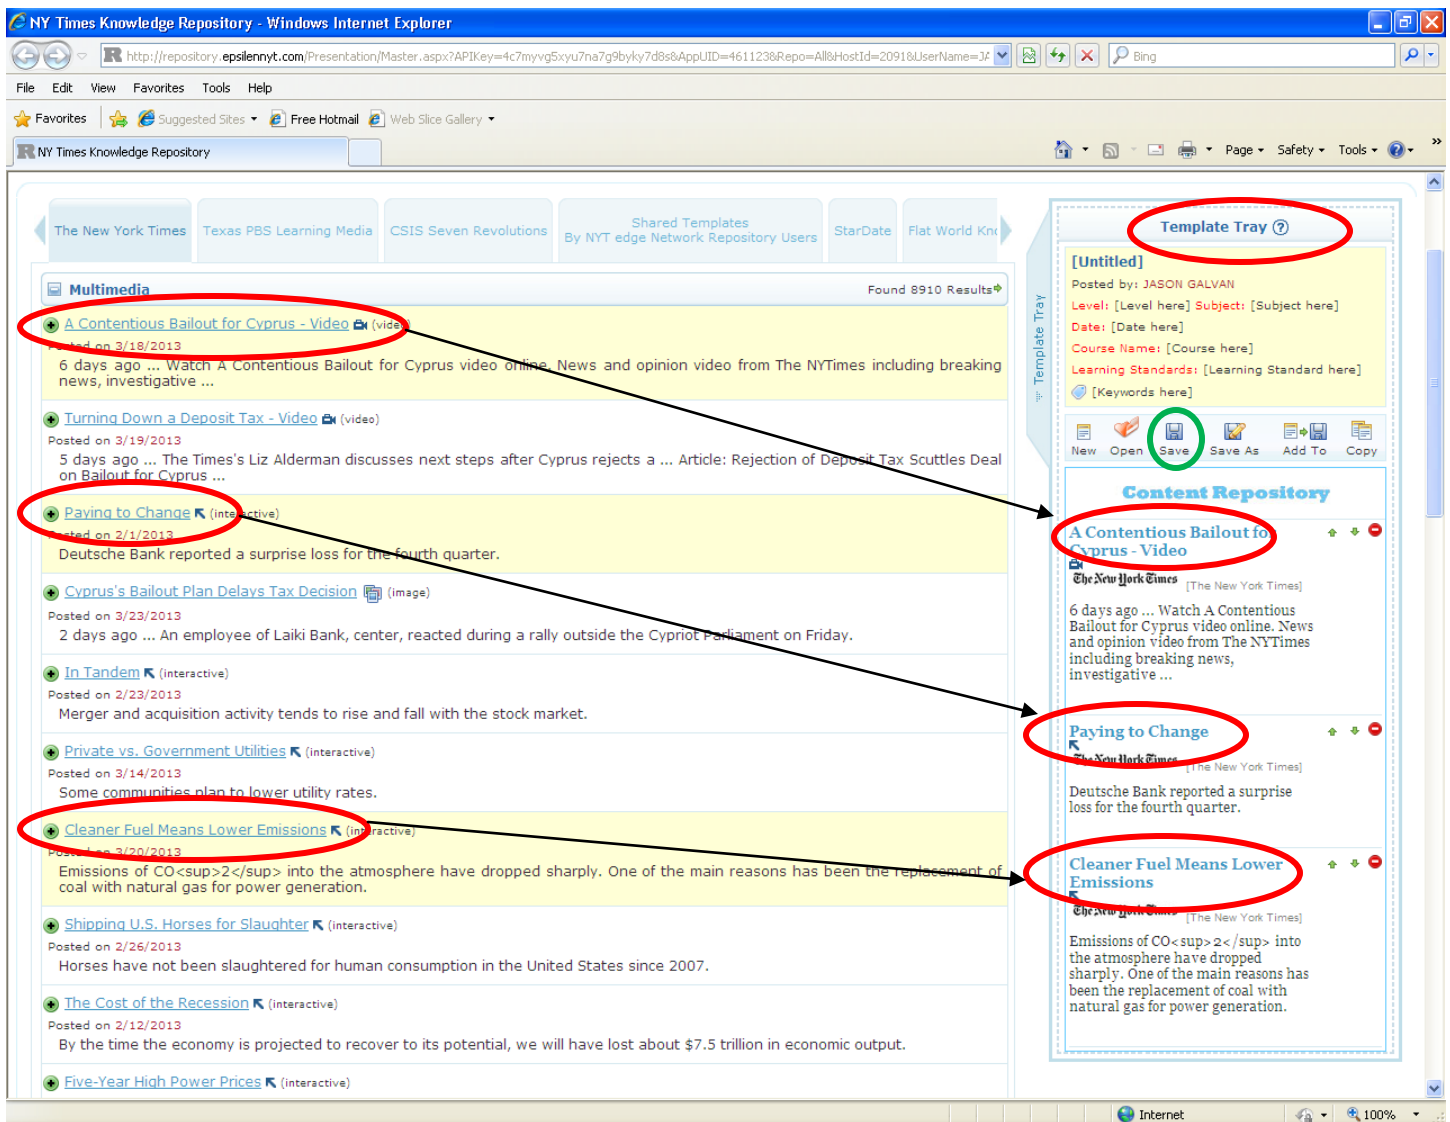 NY Times Knowledge Repository - Windows Internet Explorer
http://repository.epsilennyt.com/Presentation/Master.aspx?APIKey=4c7myvg5xyu7na7g9byky7d8s&AppUID=461123&Repo=All&HostId=2091&UserName=JA
Bing
File Edit View Favorites Tools Help
Favorites Suggested Sites Free Hotmail Web Slice Gallery
NY Times Knowledge Repository
Page Safety Tools
The New York Times
Texas PBS Learning Media
CSIS Seven Revolutions
Shared Templates
By NYT edge Network Repository Users
StarDate
Flat World Kno
Multimedia
Found 8910 Results
A Contentious Bailout for Cyprus - Video (video)
Posted on 3/18/2013
6 days ago ... Watch A Contentious Bailout for Cyprus video online. News and opinion video from The NYTimes including breaking
news, investigative ...
Turning Down a Deposit Tax - Video (video)
Posted on 3/19/2013
5 days ago ... The Times's Liz Alderman discusses next steps after Cyprus rejects a ... Article: Rejection of Deposit Tax Scuttles Deal
on Bailout for Cyprus ...
Paying to Change (interactive)
Posted on 2/1/2013
Deutsche Bank reported a surprise loss for the fourth quarter.
Cyprus's Bailout Plan Delays Tax Decision (image)
Posted on 3/23/2013
2 days ago ... An employee of Laiki Bank, center, reacted during a rally outside the Cypriot Parliament on Friday.
In Tandem (interactive)
Posted on 2/23/2013
Merger and acquisition activity tends to rise and fall with the stock market.
Private vs. Government Utilities (interactive)
Posted on 3/14/2013
Some communities plan to lower utility rates.
Cleaner Fuel Means Lower Emissions (interactive)
Posted on 3/20/2013
Emissions of CO<sup>2</sup> into the atmosphere have dropped sharply. One of the main reasons has been the replacement of
coal with natural gas for power generation.
Shipping U.S. Horses for Slaughter (interactive)
Posted on 2/26/2013
Horses have not been slaughtered for human consumption in the United States since 2007.
The Cost of the Recession (interactive)
Posted on 2/12/2013
By the time the economy is projected to recover to its potential, we will have lost about $7.5 trillion in economic output.
Five-Year High Power Prices (interactive)
Template Tray
Template Tray ?
[Untitled]
Posted by: JASON GALVAN
Level: [Level here] Subject: [Subject here]
Date: [Date here]
Course Name: [Course here]
Learning Standards: [Learning Standard here]
[Keywords here]
New Open Save Save As Add To Copy
Content Repository
A Contentious Bailout for
Cyprus - Video
The New York Times [The New York Times]
6 days ago ... Watch A Contentious
Bailout for Cyprus video online. News
and opinion video from The NYTimes
including breaking news,
investigative ...
Paying to Change
The New York Times [The New York Times]
Deutsche Bank reported a surprise
loss for the fourth quarter.
Cleaner Fuel Means Lower
Emissions
The New York Times [The New York Times]
Emissions of CO<sup>2</sup> into
the atmosphere have dropped
sharply. One of the main reasons has
been the replacement of coal with
natural gas for power generation.
Internet
100%